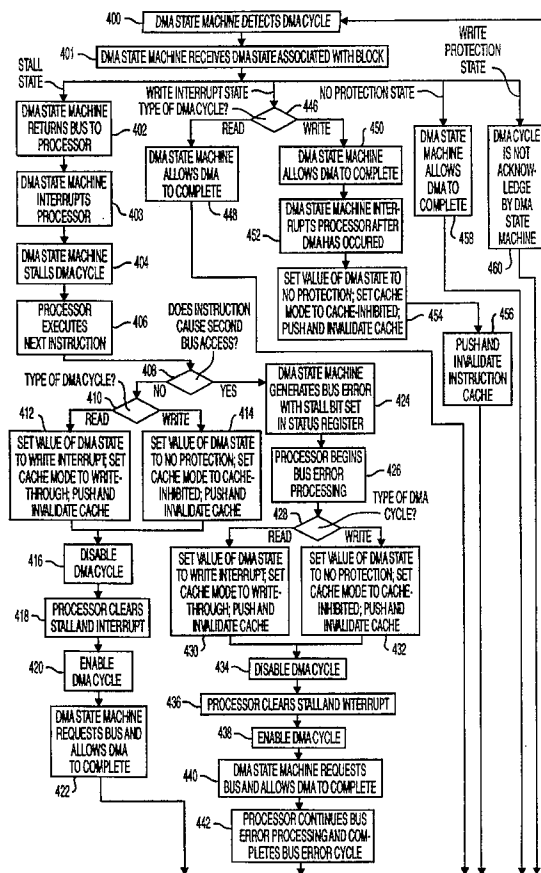 400
DMA STATE MACHINE DETECTS DMA CYCLE
401
DMA STATE MACHINE RECEIVES DMA STATE ASSOCIATED WITH BLOCK
STALL
STATE
WRITE INTERRUPT STATE
NO PROTECTION STATE
WRITE
PROTECTION
STATE
DMA STATE MACHINE
RETURNS BUS TO
PROCESSOR
402
DMA STATE MACHINE
INTERRUPTS
PROCESSOR
403
DMA STATE MACHINE
STALLS DMA CYCLE
404
PROCESSOR
EXECUTES
NEXT INSTRUCTION
406
TYPE OF DMA CYCLE?
446
READ
WRITE
DMA STATE MACHINE
ALLOWS DMA
TO COMPLETE
448
450
DMA STATE MACHINE
ALLOWS DMA TO COMPLETE
452
DMA STATE MACHINE INTER-
RUPTS PROCESSOR AFTER
DMA HAS OCCURED
SET VALUE OF DMA STATE TO
NO PROTECTION; SET CACHE
MODE TO CACHE-INHIBITED;
PUSH AND INVALIDATE CACHE
454
456
PUSH AND
INVALIDATE
INSTRUCTION
CACHE
DMA STATE
MACHINE
ALLOWS
DMA TO
COMPLETE
458
DMA CYCLE
IS NOT
ACKNOW-
LEDGE
BY DMA
STATE
MACHINE
460
DOES INSTRUCTION
CAUSE SECOND
BUS ACCESS?
408
NO
YES
TYPE OF DMA CYCLE?
410
READ
WRITE
412
SET VALUE OF DMA STATE
TO WRITE INTERRUPT; SET
CACHE MODE TO WRITE-
THROUGH; PUSH AND
INVALIDATE CACHE
414
SET VALUE OF DMA STATE
TO NO PROTECTION; SET
CACHE MODE TO CACHE-
INHIBITED; PUSH AND
INVALIDATE CACHE
416
DISABLE
DMA CYCLE
418
PROCESSOR CLEARS
STALL AND INTERRUPT
420
ENABLE
DMA CYCLE
DMA STATE MACHINE
REQUESTS BUS AND
ALLOWS DMA
TO COMPLETE
422
DMA STATE MACHINE
GENERATES BUS ERROR
WITH STALL BIT SET
IN STATUS REGISTER
424
PROCESSOR BEGINS
BUS ERROR
PROCESSING
426
TYPE OF DMA
CYCLE?
428
READ
WRITE
SET VALUE OF DMA STATE
TO WRITE INTERRUPT; SET
CACHE MODE TO WRITE-
THROUGH; PUSH AND
INVALIDATE CACHE
430
SET VALUE OF DMA STATE
TO NO PROTECTION; SET
CACHE MODE TO CACHE-
INHIBITED; PUSH AND
INVALIDATE CACHE
432
434
DISABLE DMA CYCLE
436
PROCESSOR CLEARS STALL AND INTERRUPT
438
ENABLE DMA CYCLE
440
DMA STATE MACHINE REQUESTS
BUS AND ALLOWS DMA TO COMPLETE
442
PROCESSOR CONTINUES BUS
ERROR PROCESSING AND COM-
PLETES BUS ERROR CYCLE